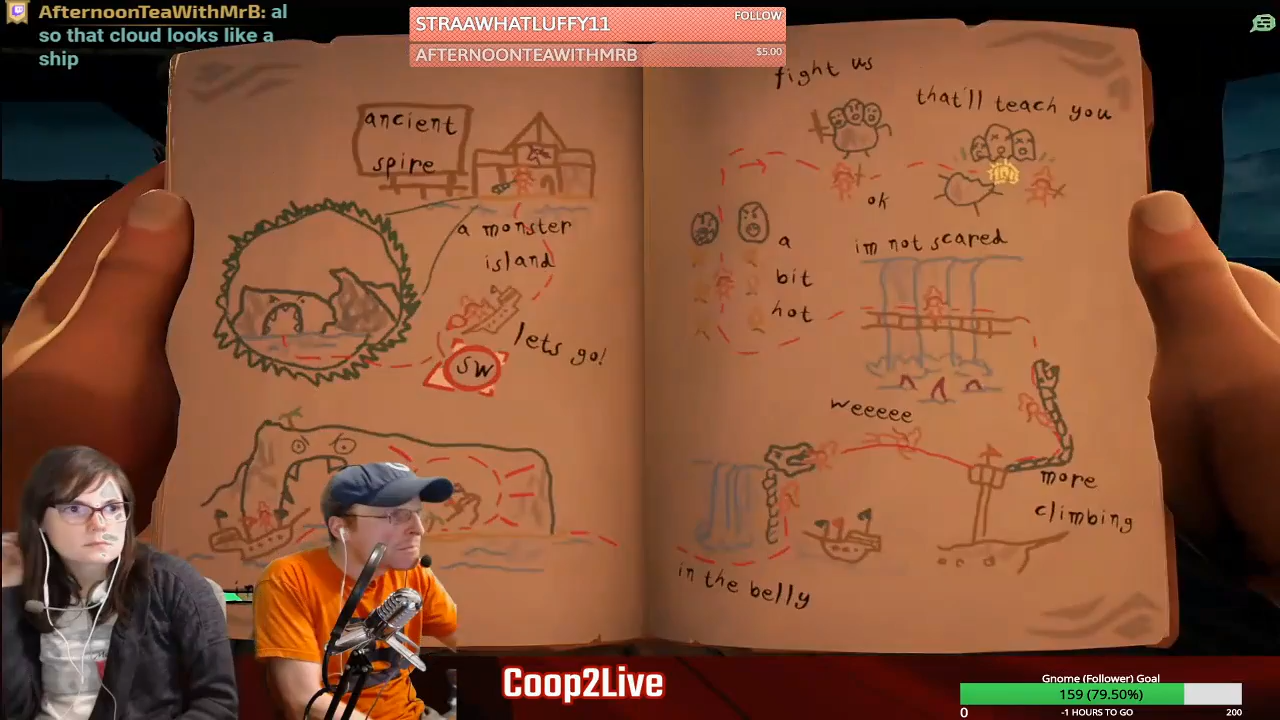 AfternoonTeaWithMrB: al
so that cloud looks like a
ship
STRAAWHATLUFFY11
FOLLOW
AFTERNOONTEAWITHMRB
$5.00
ancient
spire
a monster
island
lets go!
SW
fight us
that'll teach you
ok
a
bit
hot
im not scared
weeeee
more
climbing
in the belly
Coop2Live
Gnome (Follower) Goal
159 (79.50%)
0
-1 HOURS TO GO
200